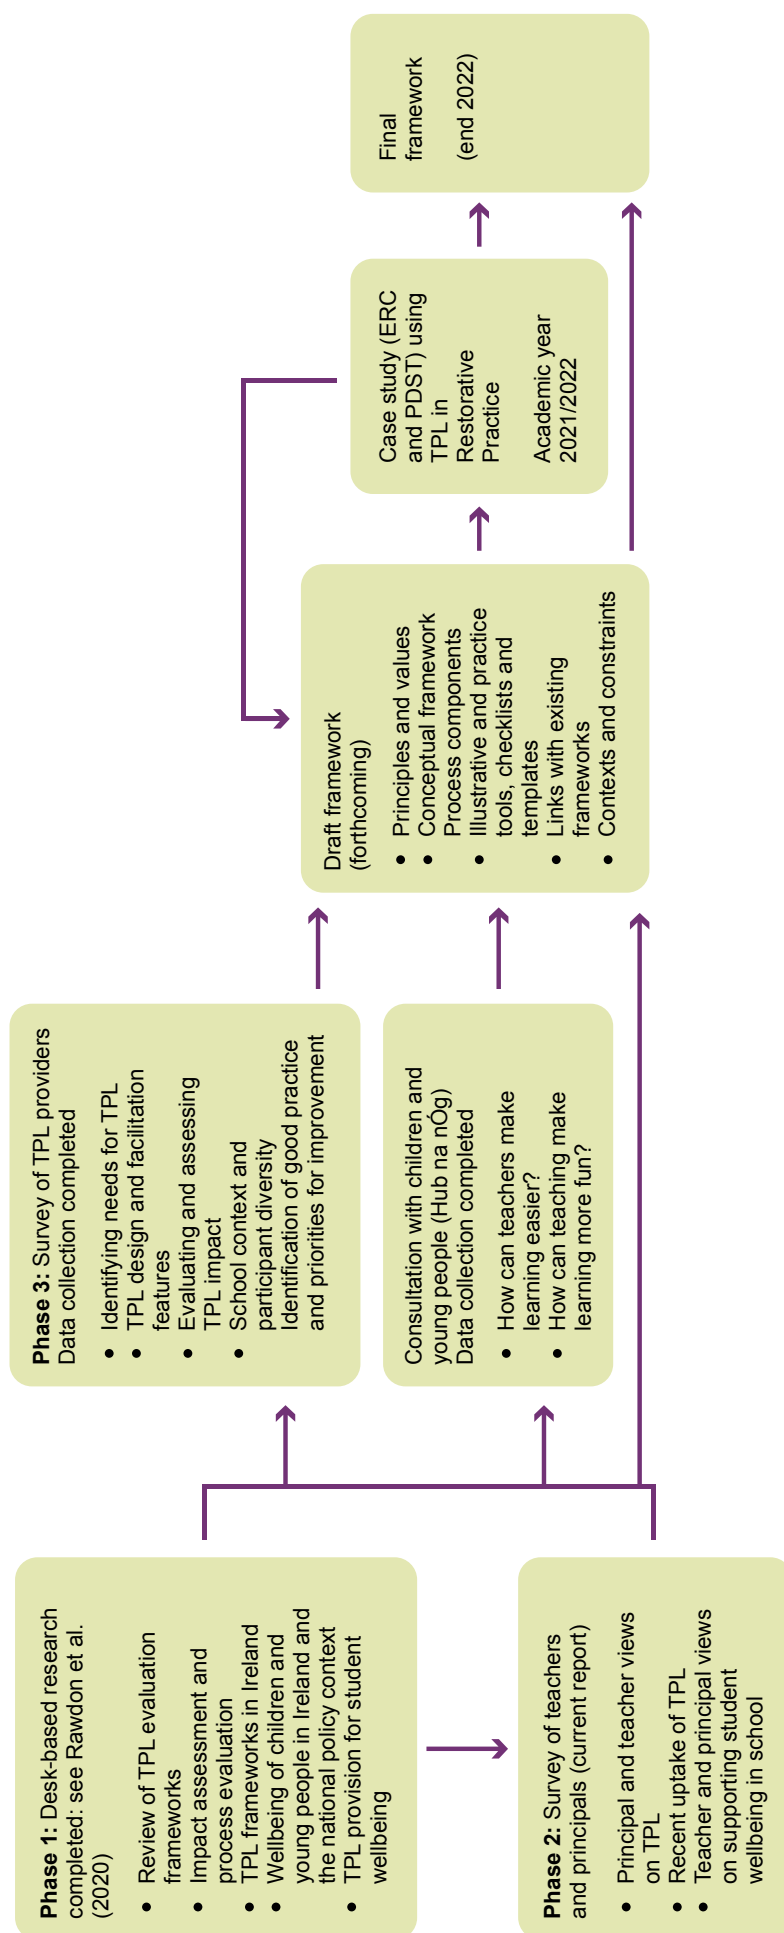 Phase 1: Desk-based research
completed: see Rawdon et al.
(2020)
• Review of TPL evaluation
frameworks
• Impact assessment and
process evaluation
• TPL frameworks in Ireland
• Wellbeing of children and
young people in Ireland and
the national policy context
• TPL provision for student
wellbeing
Phase 2: Survey of teachers
and principals (current report)
• Principal and teacher views
on TPL
• Recent uptake of TPL
• Teacher and principal views
on supporting student
wellbeing in school
Phase 3: Survey of TPL providers
Data collection completed
• Identifying needs for TPL
• TPL design and facilitation
features
• Evaluating and assessing
TPL impact
• School context and
participant diversity
Identification of good practice
and priorities for improvement
Consultation with children and
young people (Hub na nÓg)
Data collection completed
• How can teachers make
learning easier?
• How can teaching make
learning more fun?
Draft framework
(forthcoming)
• Principles and values
• Conceptual framework
Process components
• Illustrative and practice
tools, checklists and
templates
• Links with existing
frameworks
• Contexts and constraints
Case study (ERC
and PDST) using
TPL in
Restorative
Practice
Academic year
2021/2022
Final
framework
(end 2022)